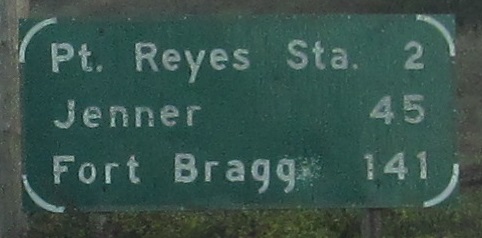 Pt. Reyes Sta. 2
Jenner 45
Fort Bragg 141